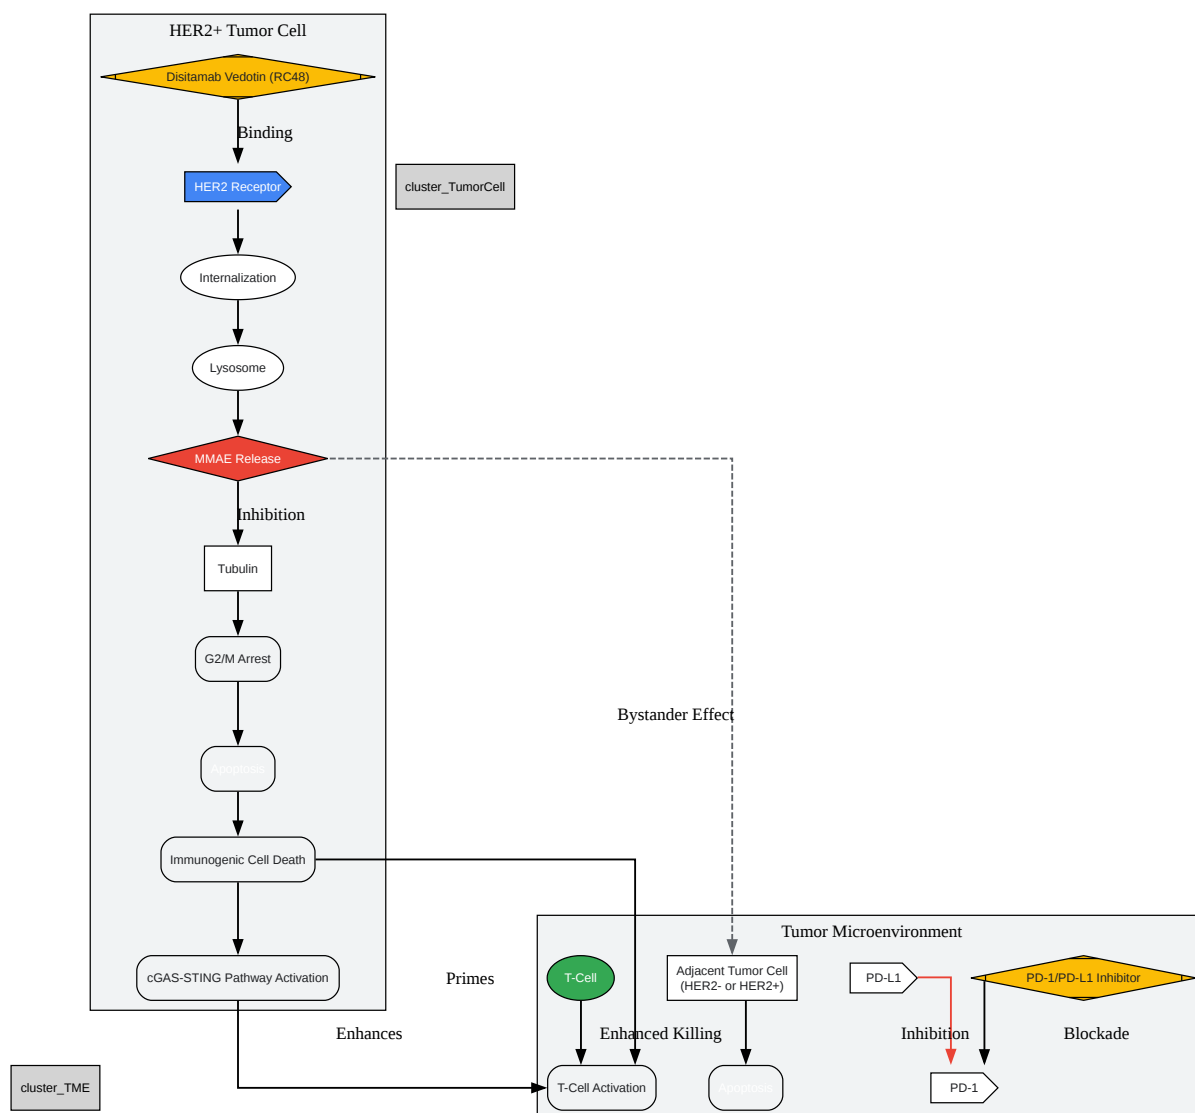 HER2+ Tumor Cell
Disitamab Vedotin (RC48)
Binding
HER2 Receptor
cluster_TumorCell
Internalization
Lysosome
MMAE Release
Inhibition
Tubulin
G2/M Arrest
Bystander Effect
Apoptosis
Immunogenic Cell Death
Tumor Microenvironment
cGAS-STING Pathway Activation
Primes
T-Cell
Adjacent Tumor Cell
(HER2- or HER2+)
PD-L1
PD-1/PD-L1 Inhibitor
Enhances
Enhanced Killing
Inhibition
Blockade
cluster_TME
T-Cell Activation
Apoptosis
PD-1